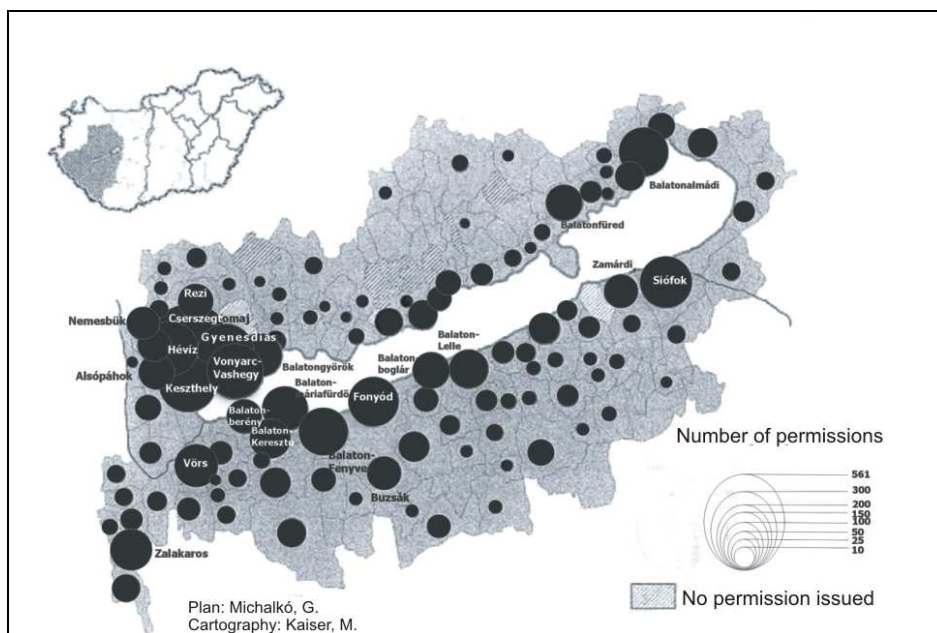 Balatonalmádi
Balatonfüred
Zamárdi
Siófok
Rezi
Nemesbük
Cserszegtomaj
Gyenesdiás
Hévíz
Vonyarc-
Vashegy
Alsópáhok
Keszthely
Balatongyörök
Balaton-
Lelle
Balaton
boglár
Balaton-
máriafürdő
Fonyód
Balaton-
berény
Balaton-
Keresztú
Balaton-
Fenyve
Vörs
Buzsák
Zalakaros
Number of permissions
561
300
200
150
100
50
25
10
No permission issued
Plan: Michalkó, G.
Cartography: Kaiser, M.